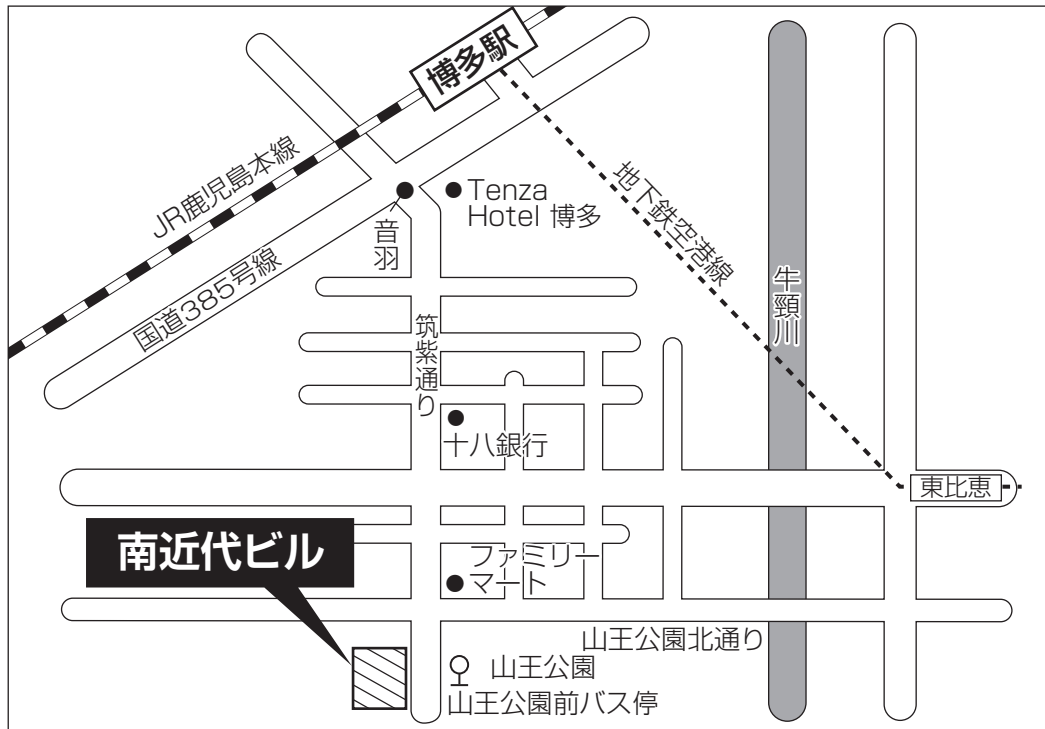 博多駅
JR鹿児島本線
Tenza
Hotel 博多
音羽
地下鉄空港線
国道385号線
牛頸川
筑紫通り
十八銀行
東比恵
南近代ビル
ファミリー
マート
山王公園北通り
山王公園
山王公園前バス停